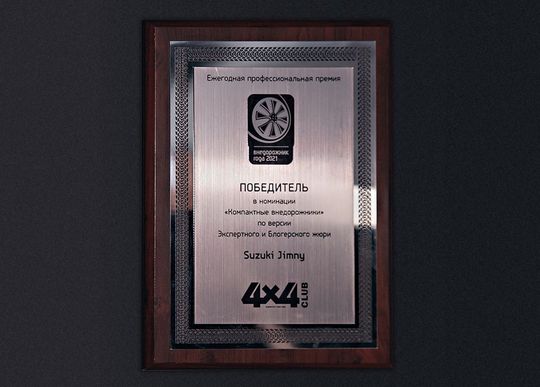 Ежегодная профессиональная премия
внедорожник
года 2021
ПОБЕДИТЕЛЬ
в номинации
«Компактные внедорожники»
по версии
Экспертного и Блогерского жюри
Suzuki Jimny
4x4
CLUB